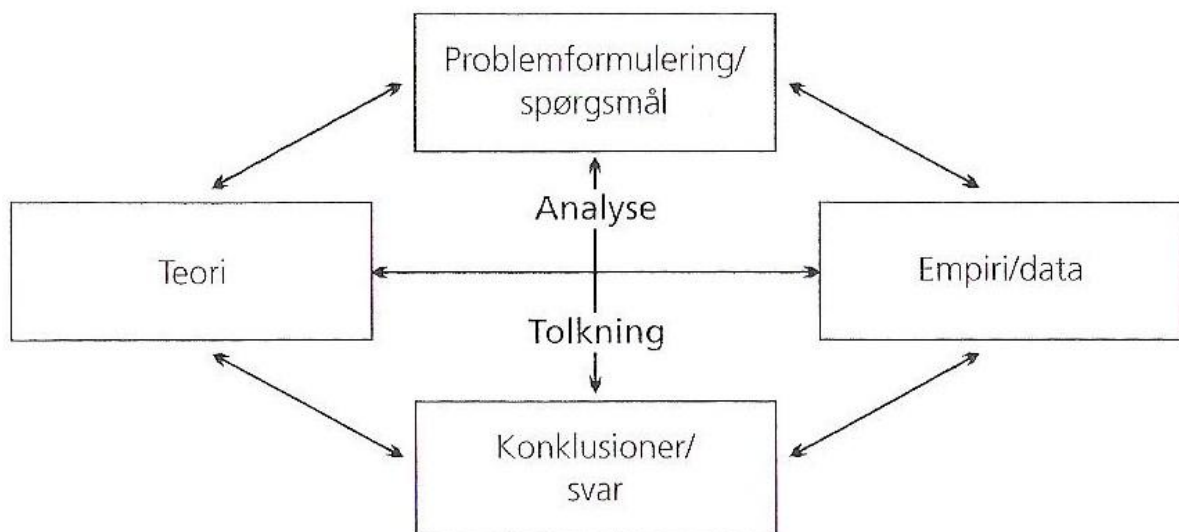 Problemformulering/
spørgsmål
Analyse
Teori
Empiri/data
Tolkning
Konklusioner/
svar